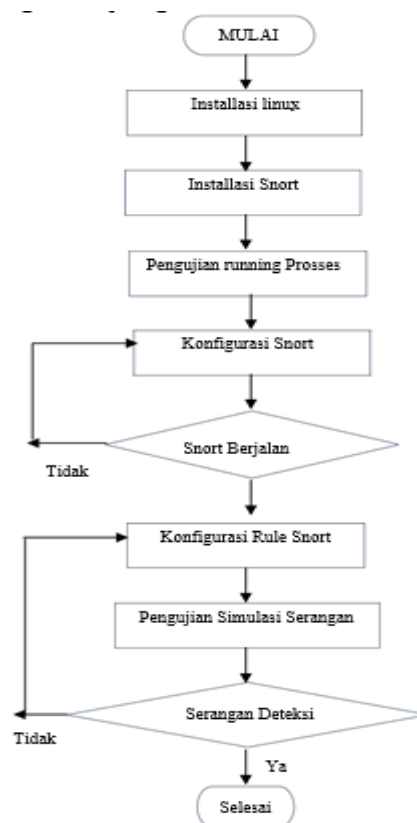 MULAI
Installasi linux
Installasi Snort
Pengujian running Prosses
Konfigurasi Snort
Snort Berjalan
Tidak
Konfigurasi Rule Snort
Pengujian Simulasi Serangan
Serangan Deteksi
Tidak
Ya
Selesai